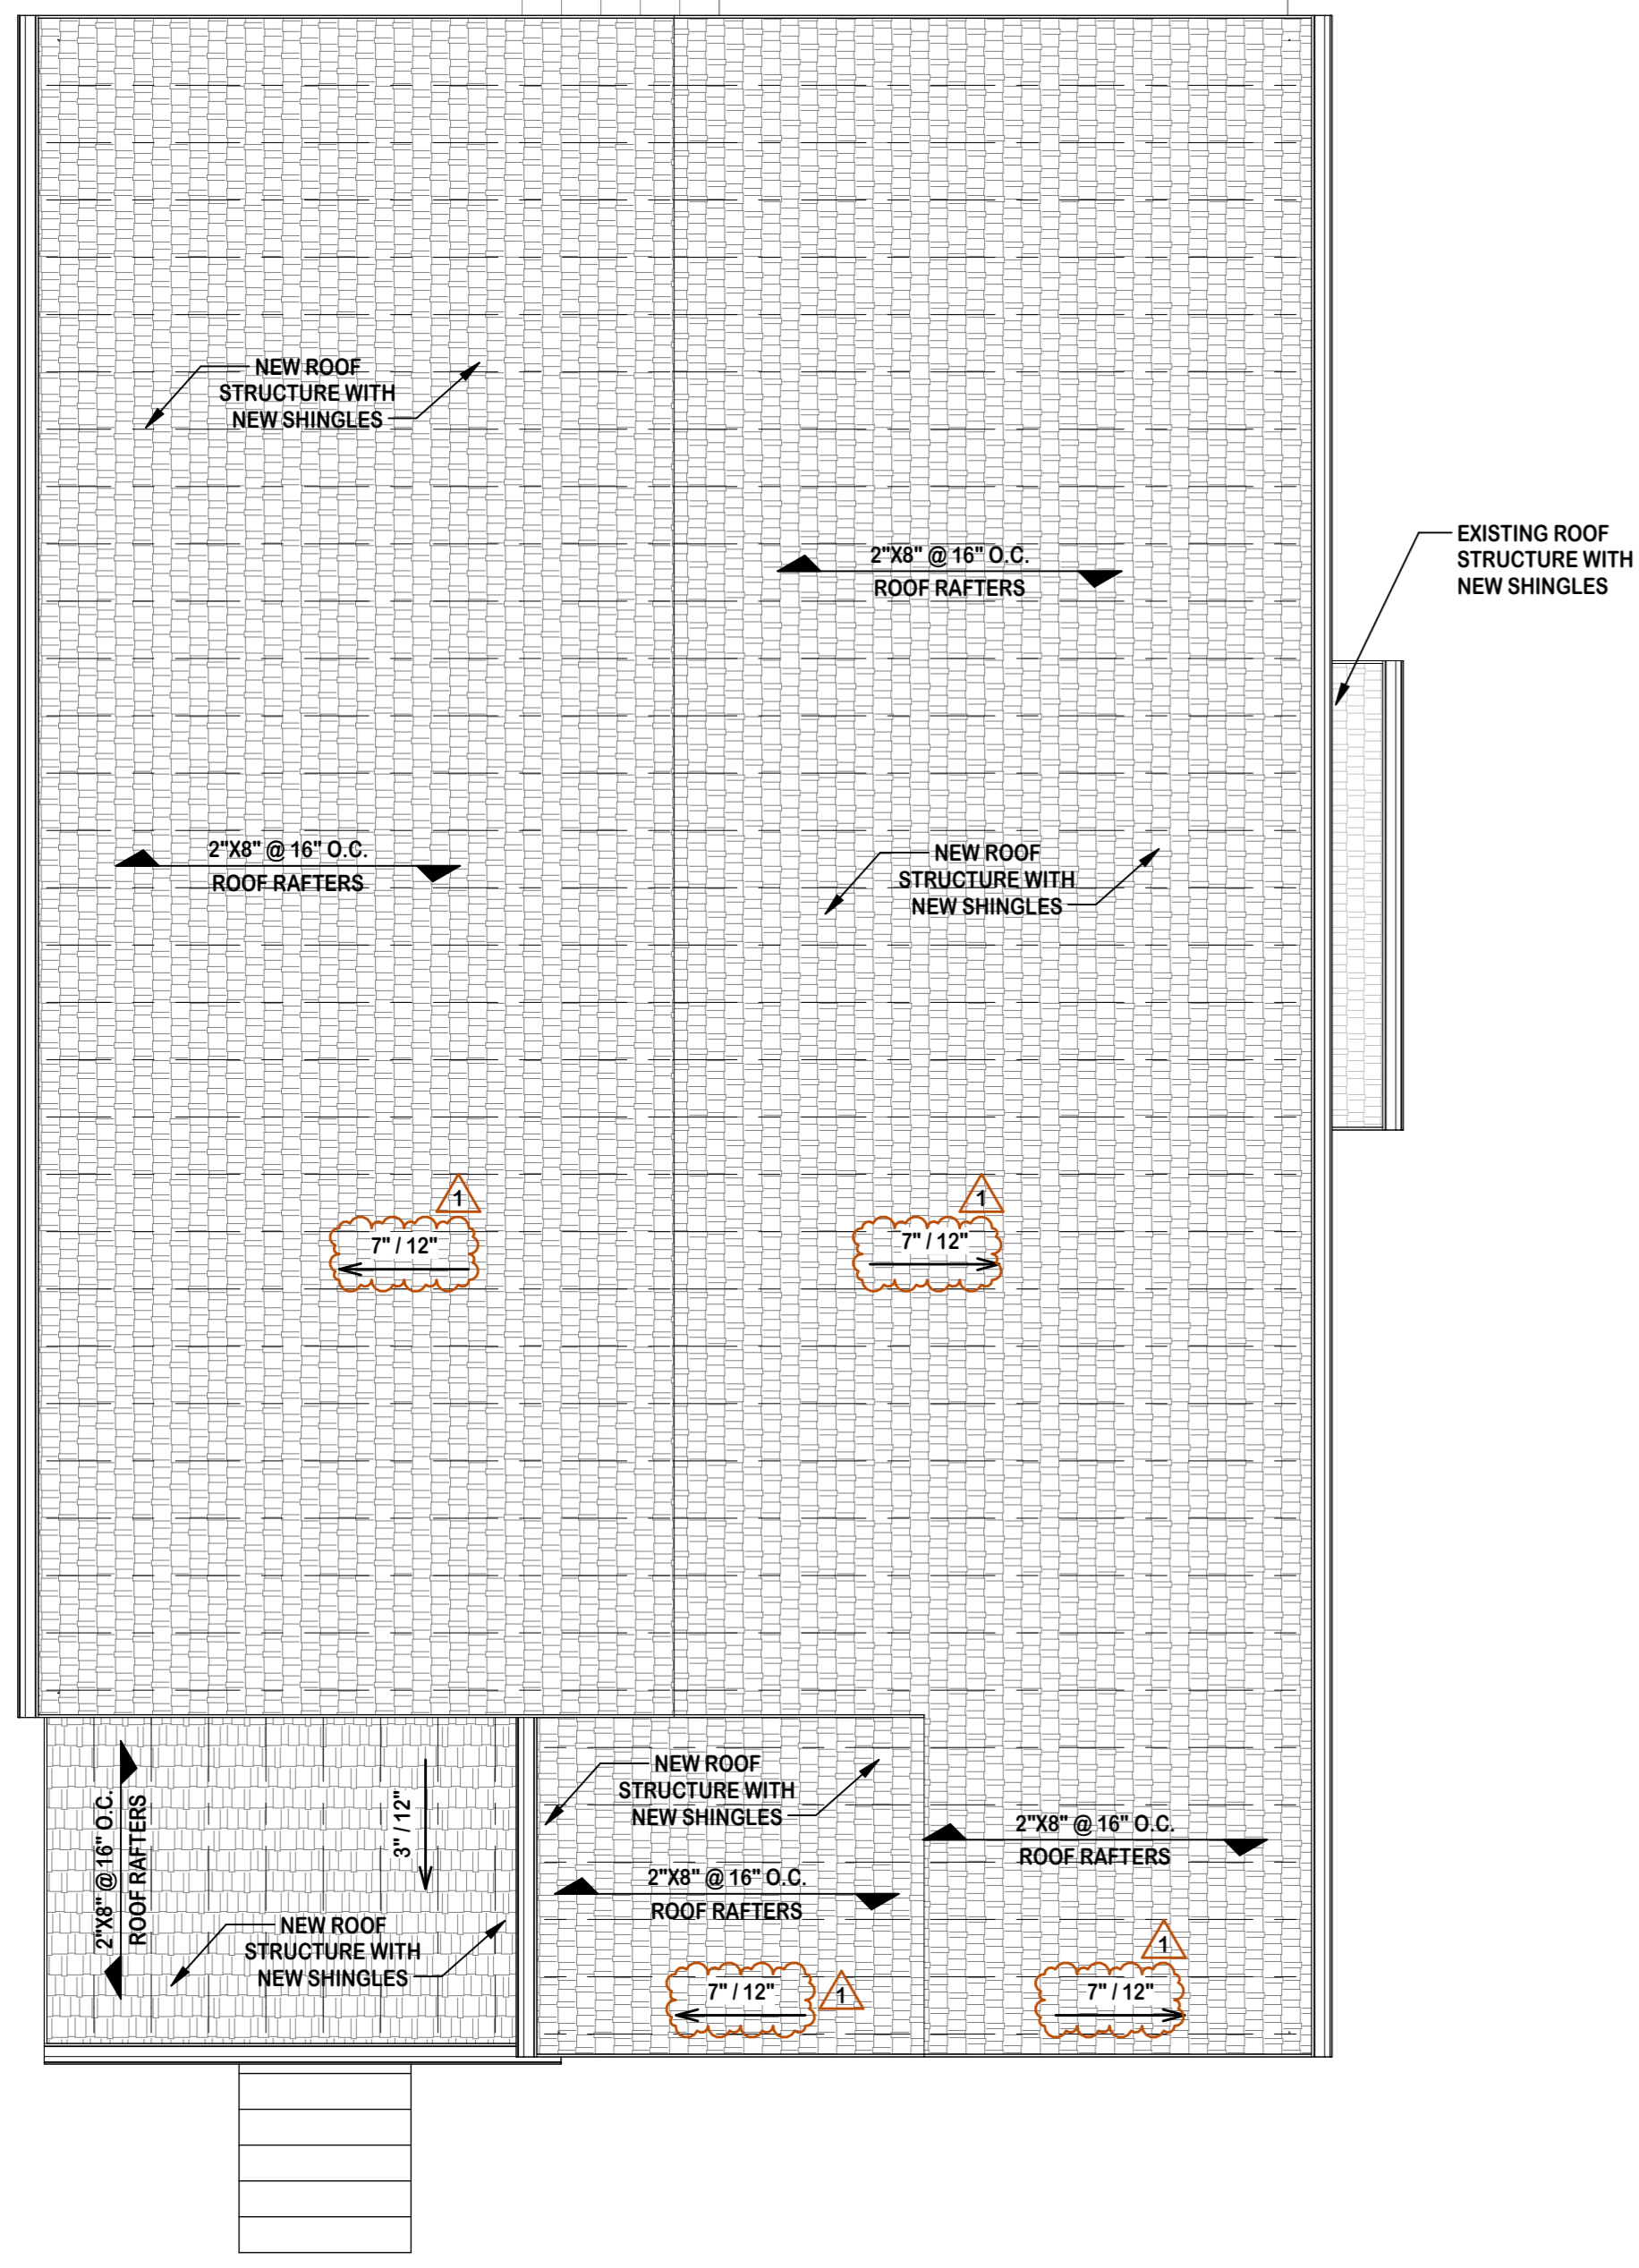 NEW ROOF
STRUCTURE WITH
NEW SHINGLES
EXISTING ROOF
STRUCTURE WITH
NEW SHINGLES
2"X8" @ 16" O.C.
ROOF RAFTERS
2"X8" @ 16" O.C.
ROOF RAFTERS
NEW ROOF
STRUCTURE WITH
NEW SHINGLES
1
7" / 12"
1
7" / 12"
2"X8" @ 16" O.C.
ROOF RAFTERS
3" / 12"
NEW ROOF
STRUCTURE WITH
NEW SHINGLES
NEW ROOF
STRUCTURE WITH
NEW SHINGLES
2"X8" @ 16" O.C.
ROOF RAFTERS
2"X8" @ 16" O.C.
ROOF RAFTERS
7" / 12"
1
1
7" / 12"